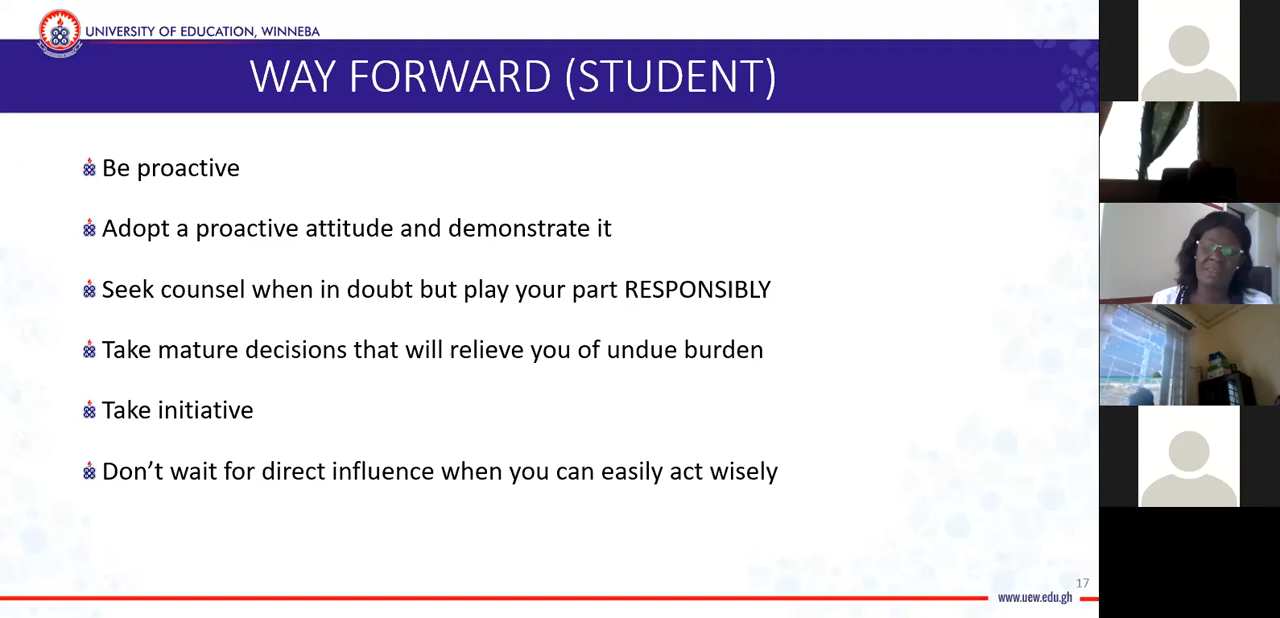 UNIVERSITY OF EDUCATION, WINNEBA
WAY FORWARD (STUDENT)
Be proactive
Adopt a proactive attitude and demonstrate it
Seek counsel when in doubt but play your part RESPONSIBLY
Take mature decisions that will relieve you of undue burden
Take initiative
Don’t wait for direct influence when you can easily act wisely
17
www.uew.edu.gh